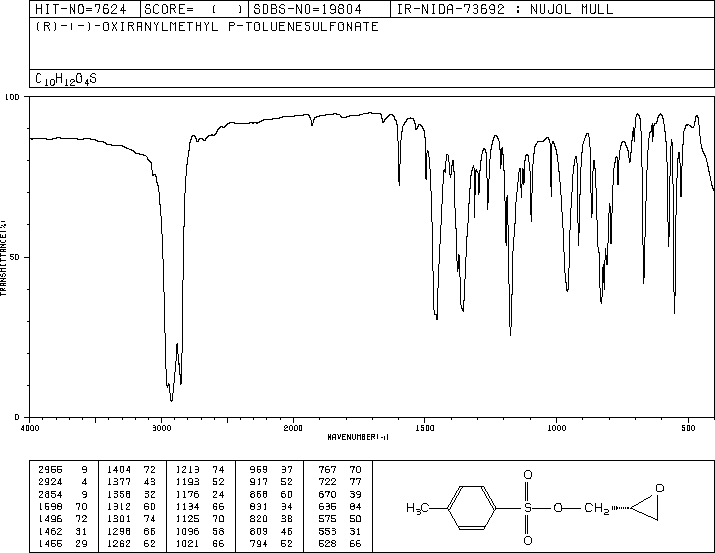 HIT-NO=7624 SCORE= ( ) SDBS-NO=19804 IR-NIDA-73692 : NUJOL MULL
(R)-(-)-OXIRANYLMETHYL P-TOLUENESULFONATE
C10H12O4S
100
50
0
TRANSMITTANCE(%)
4000 3000 2000 1500 1000 500
WAVENUMBER(-1)
2955 9 1404 72 1213 74 969 37 767 70
2924 4 1377 43 1193 52 917 52 722 77
2854 9 1358 32 1176 24 868 60 670 39
1598 70 1312 60 1134 66 831 34 635 84
1496 72 1301 74 1125 70 820 38 575 50
1462 31 1298 66 1096 58 809 46 553 31
1455 29 1262 62 1021 66 794 52 528 66
O
O
H3C S O CH2
O